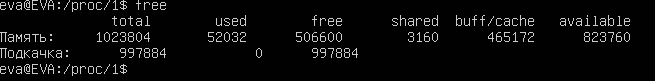 eva@EVA:/proc/1$ free
total used free shared buff/cache available
Память: 1023804 52032 506600 3160 465172 823760
Подкачка: 997884 0 997884
eva@EVA:/proc/1$